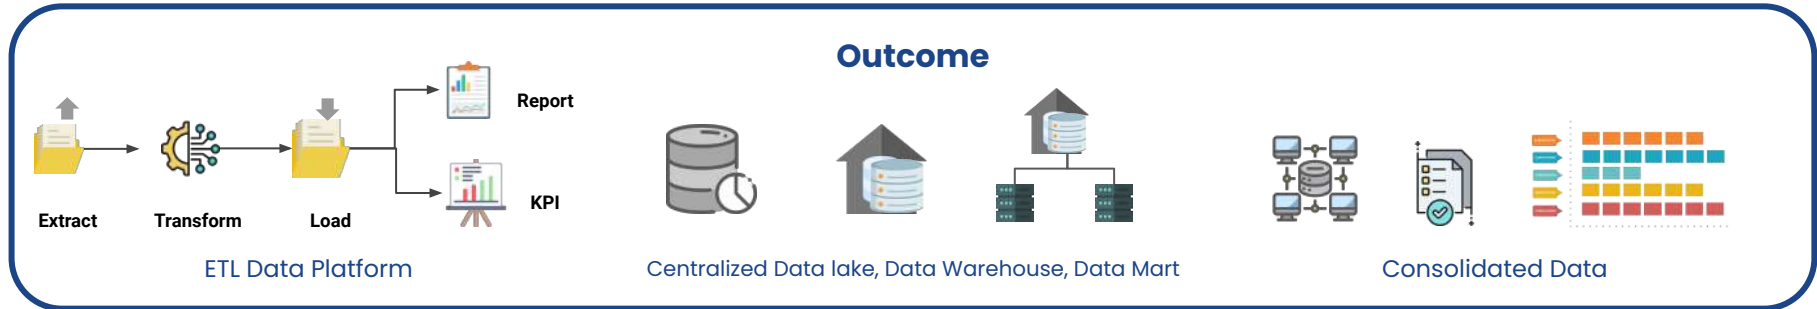 Outcome
Report
KPI
Extract
Transform
Load
ETL Data Platform
Centralized Data lake, Data Warehouse, Data Mart
Consolidated Data